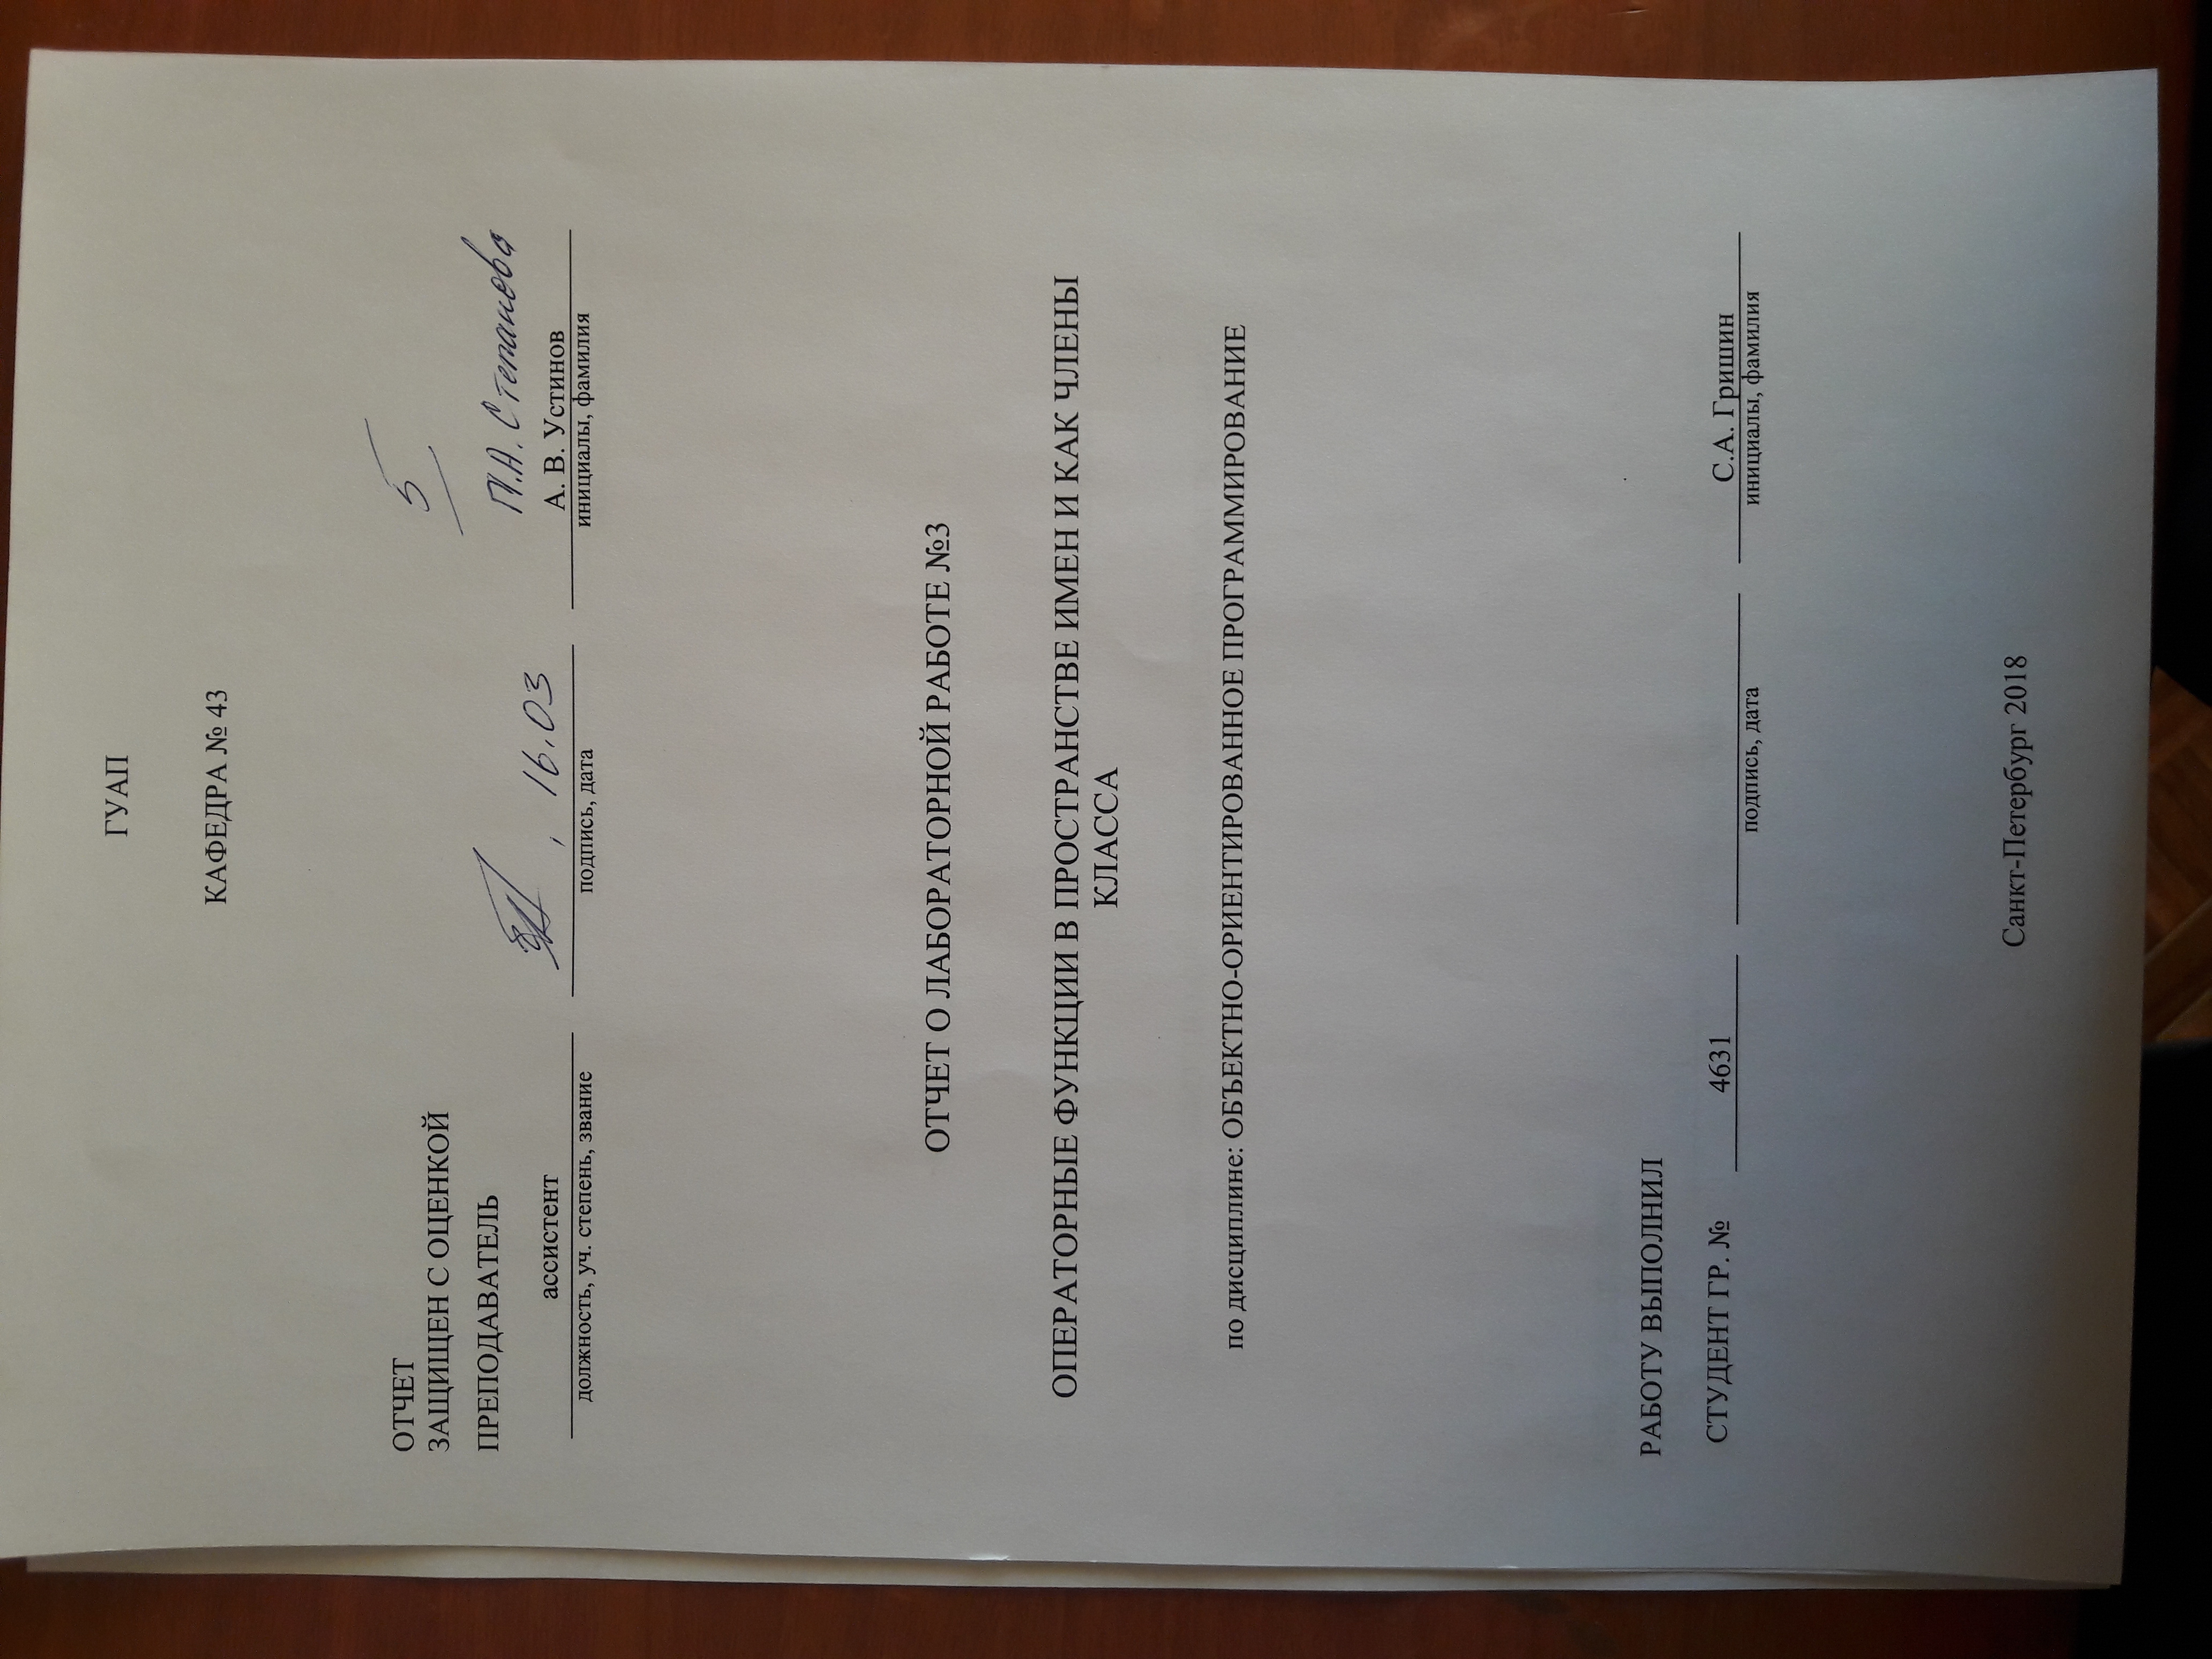 ГУАП
КАФЕДРА № 43
ОТЧЕТ
ЗАЩИЩЕН С ОЦЕНКОЙ
5
ПРЕПОДАВАТЕЛЬ
П.А. Степанова
ассистент , 16.03 А. В. Устинов
должность, уч. степень, звание подпись, дата инициалы, фамилия
ОТЧЕТ О ЛАБОРАТОРНОЙ РАБОТЕ №3
ОПЕРАТОРНЫЕ ФУНКЦИИ В ПРОСТРАНСТВЕ ИМЕН И КАК ЧЛЕНЫ
КЛАССА
по дисциплине: ОБЪЕКТНО-ОРИЕНТИРОВАННОЕ ПРОГРАММИРОВАНИЕ
РАБОТУ ВЫПОЛНИЛ
СТУДЕНТ ГР. № 4631 С.А. Гришин
подпись, дата инициалы, фамилия
Санкт-Петербург 2018